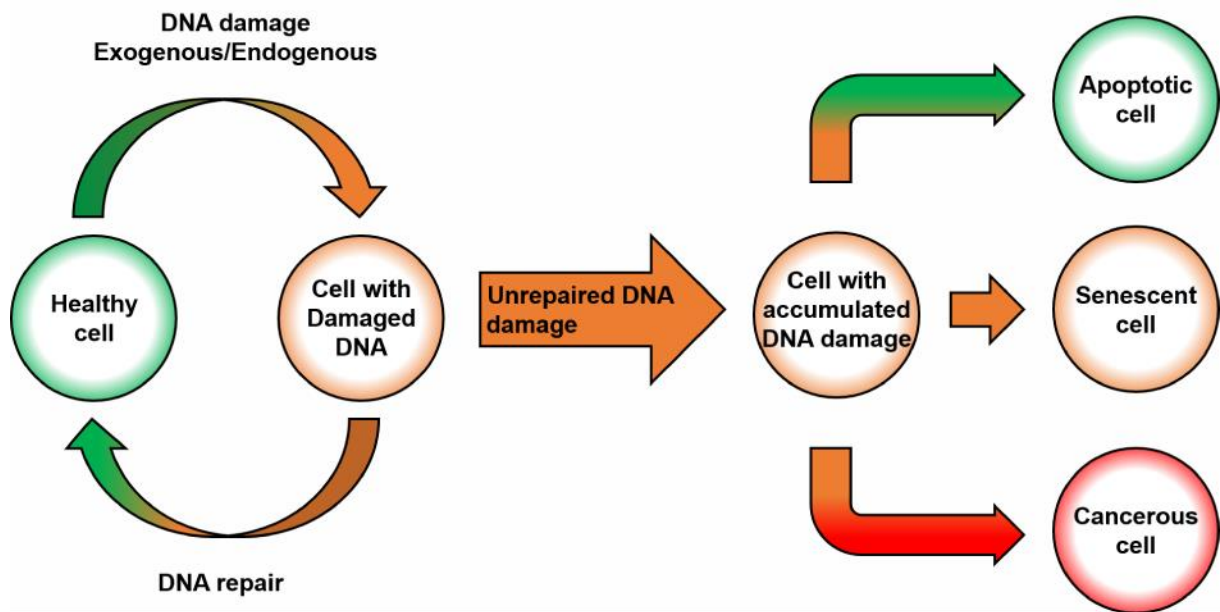 DNA damage
Exogenous/Endogenous
Healthy
cell
Cell with
Damaged
DNA
DNA repair
Unrepaired DNA
damage
Cell with
accumulated
DNA damage
Apoptotic
cell
Senescent
cell
Cancerous
cell